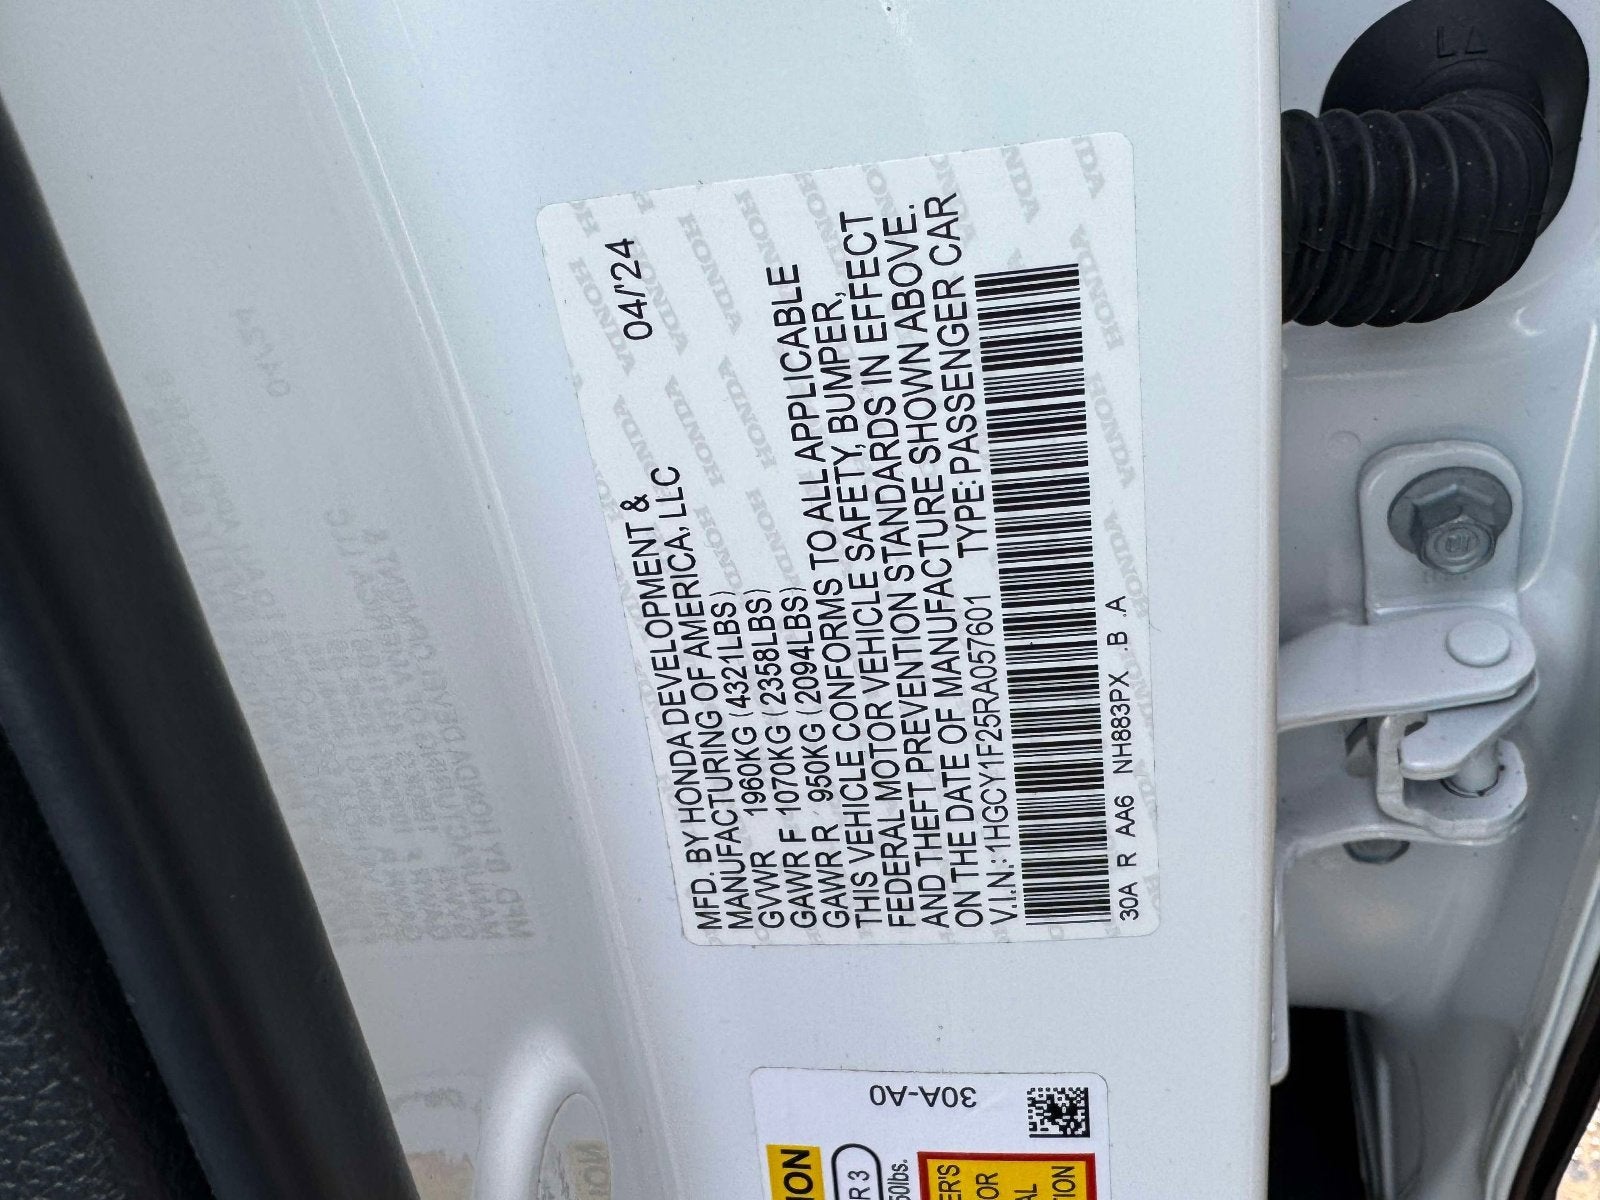 MFD. BY HONDA DEVELOPMENT & 04/'24
MANUFACTURING OF AMERICA, LLC
GVWR 1960KG (4321LBS)
GAWR F 1070KG (2358LBS)
GAWR R 950KG (2094LBS)
THIS VEHICLE CONFORMS TO ALL APPLICABLE
FEDERAL MOTOR VEHICLE SAFETY, BUMPER,
AND THEFT PREVENTION STANDARDS IN EFFECT
ON THE DATE OF MANUFACTURE SHOWN ABOVE.
V.I.N.: 1HGCY1F25RA057601 TYPE: PASSENGER CAR
30A R AA6 NH883PX .B .A
30A-A0